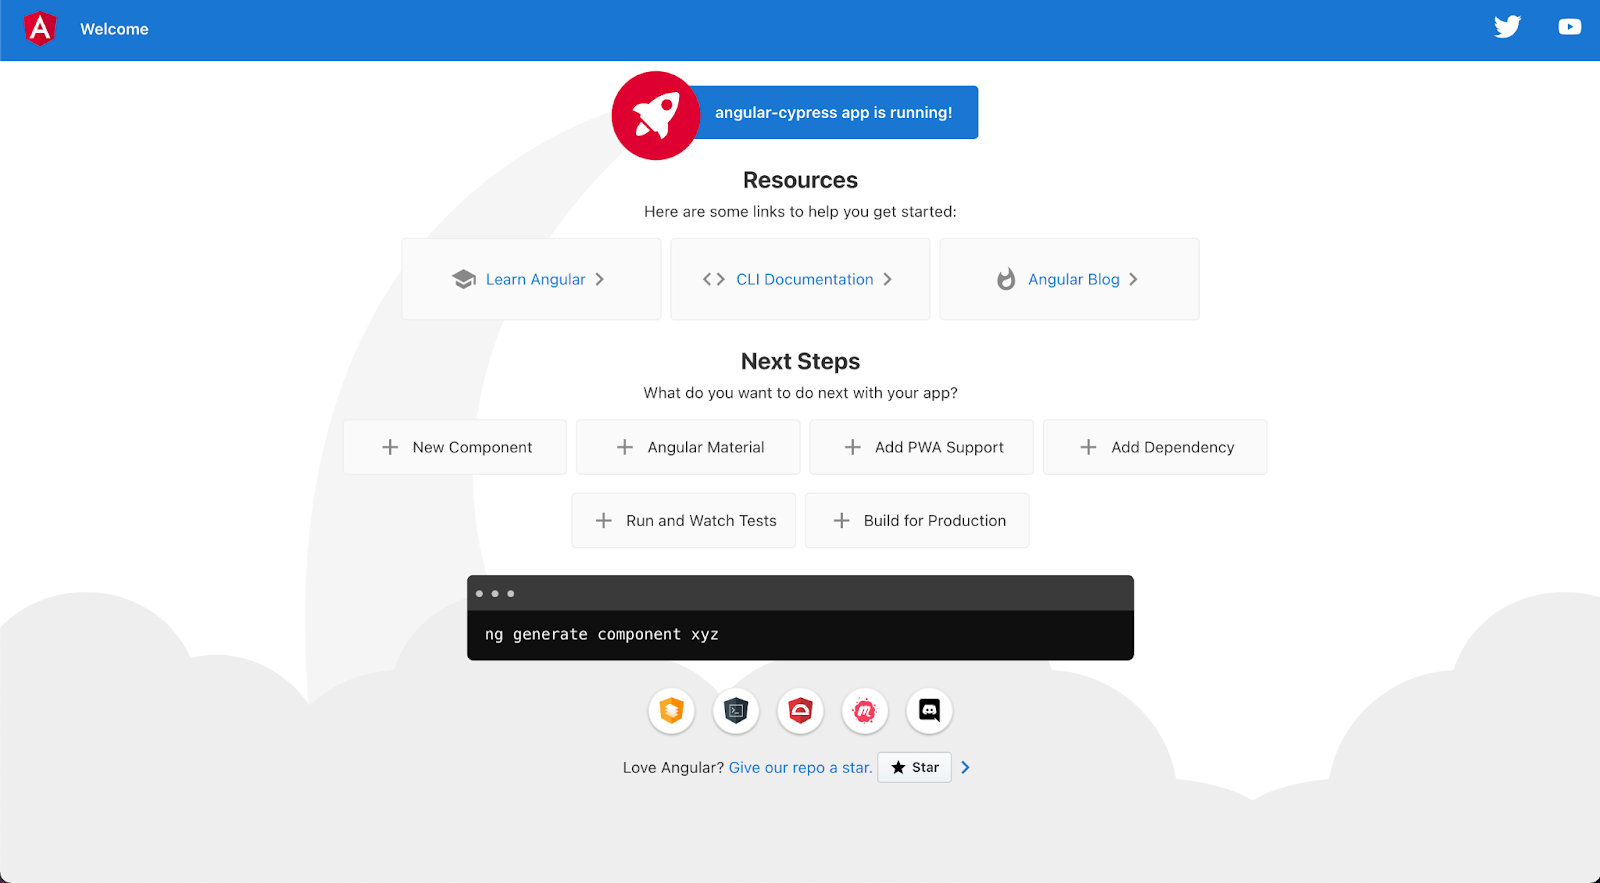 Welcome
angular-cypress app is running!
Resources
Here are some links to help you get started:
Learn Angular
CLI Documentation
Angular Blog
Next Steps
What do you want to do next with your app?
New Component
Angular Material
Add PWA Support
Add Dependency
Run and Watch Tests
Build for Production
ng generate component xyz
Love Angular? Give our repo a star. Star